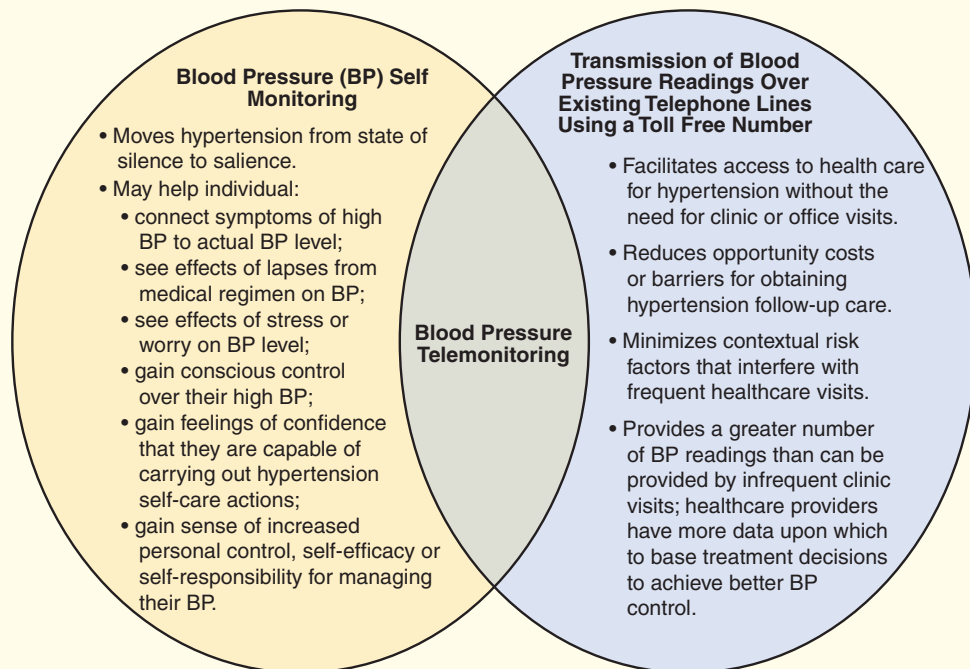 Blood Pressure (BP) Self
Monitoring
• Moves hypertension from state of
silence to salience.
• May help individual:
• connect symptoms of high
BP to actual BP level;
• see effects of lapses from
medical regimen on BP;
• see effects of stress or
worry on BP level;
• gain conscious control
over their high BP;
• gain feelings of confidence
that they are capable of
carrying out hypertension
self-care actions;
• gain sense of increased
personal control, self-efficacy or
self-responsibility for managing
their BP.
Blood Pressure
Telemonitoring
Transmission of Blood
Pressure Readings Over
Existing Telephone Lines
Using a Toll Free Number
• Facilitates access to health care
for hypertension without the
need for clinic or office visits.
• Reduces opportunity costs
or barriers for obtaining
hypertension follow-up care.
• Minimizes contextual risk
factors that interfere with
frequent healthcare visits.
• Provides a greater number
of BP readings than can be
provided by infrequent clinic
visits; healthcare providers
have more data upon which
to base treatment decisions
to achieve better BP
control.